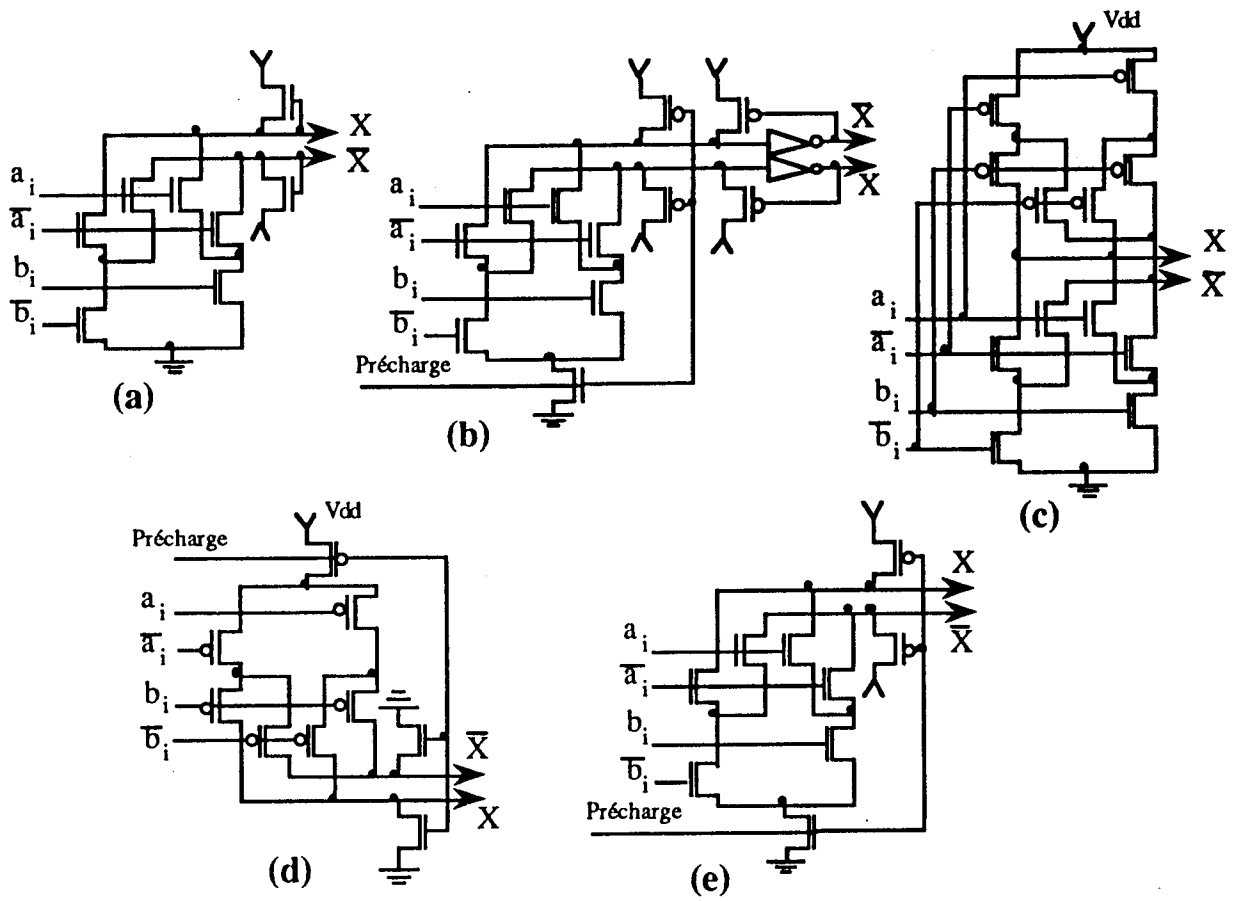 X
X̅
a i
a̅ i
b i
b̅ i
(a)
X̅
X
a i
a̅ i
b i
b̅ i
Précharge
(b)
Vdd
X
X̅
a i
a̅ i
b i
b̅ i
(c)
Vdd
Précharge
a i
a̅ i
b i
b̅ i
X̅
X
(d)
X
X̅
a i
a̅ i
b i
b̅ i
Précharge
(e)